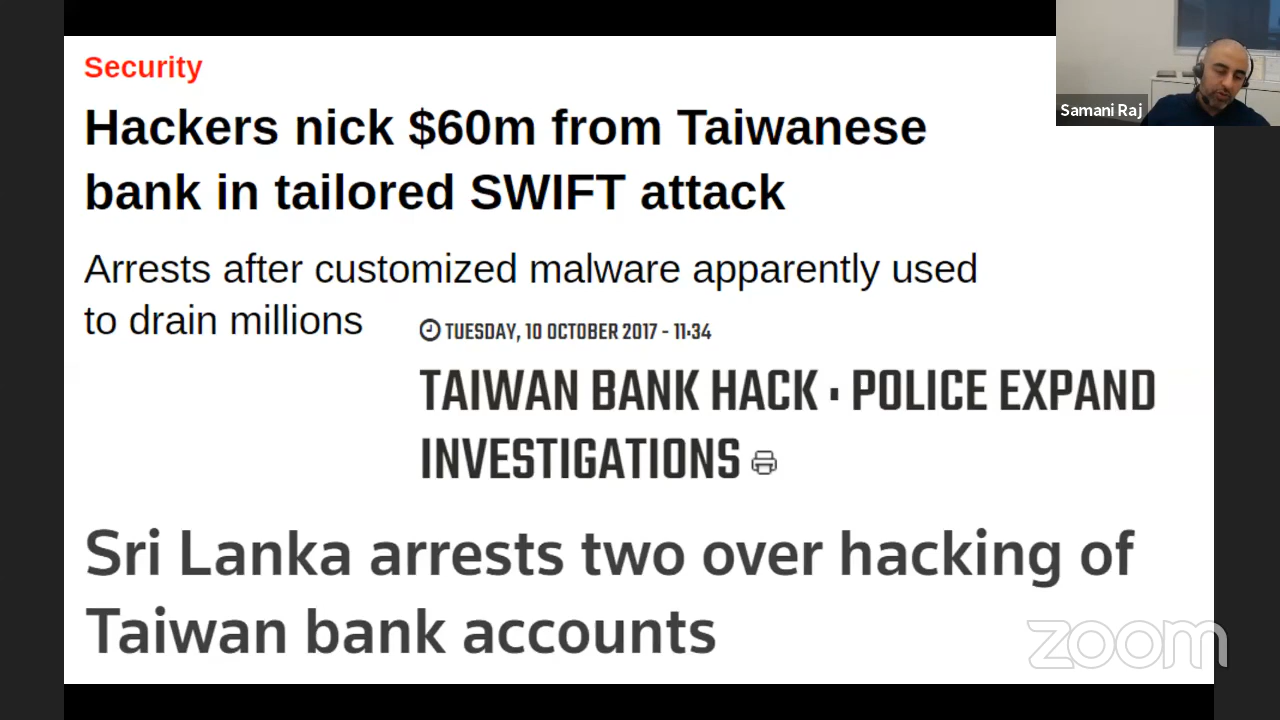 Security
Hackers nick $60m from Taiwanese
bank in tailored SWIFT attack
Arrests after customized malware apparently used
to drain millions
TUESDAY, 10 OCTOBER 2017 - 11:34
TAIWAN BANK HACK : POLICE EXPAND
INVESTIGATIONS
Sri Lanka arrests two over hacking of
Taiwan bank accounts
Samani Raj
zoom